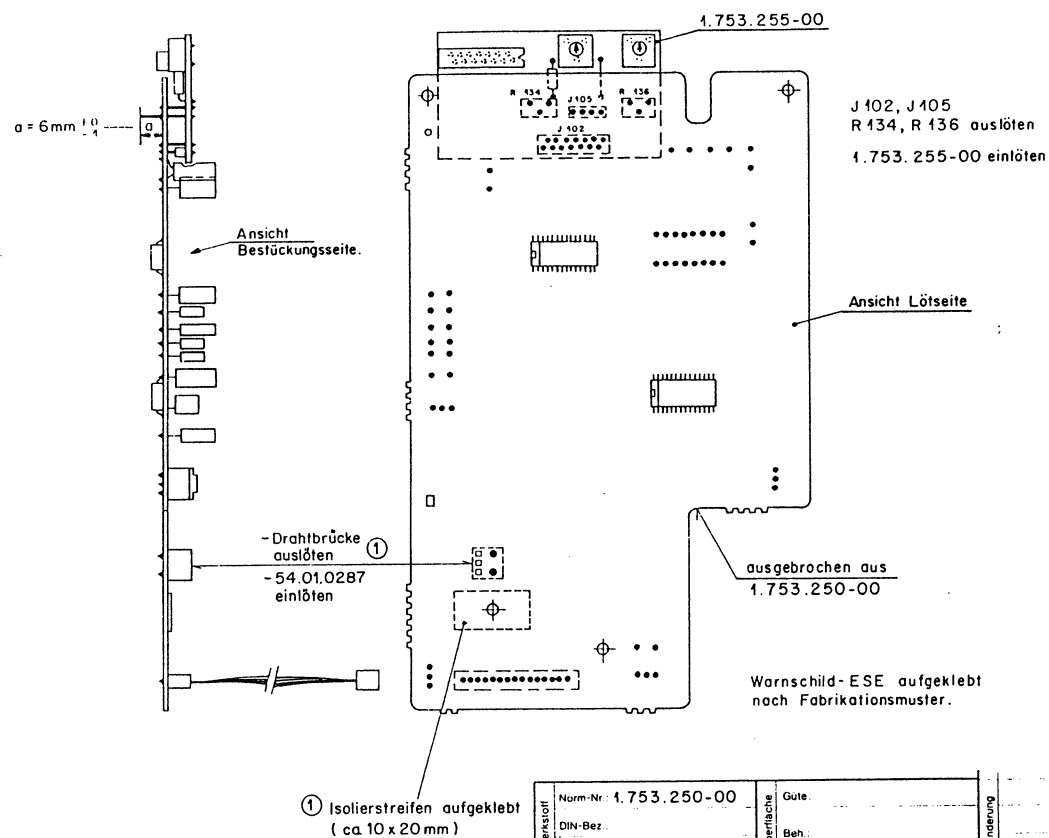 1.753.255-00
a = 6mm +0 -1
a
R 134
J105
R 136
J 102
J 102, J 105
R 134, R 136 auslöten
1.753.255-00 einlöten
Ansicht
Bestückungsseite.
Ansicht Lötseite
- Drahtbrücke
auslöten
①
- 54.01.0287
einlöten
ausgebrochen aus
1.753.250-00
Warnschild-ESE aufgeklebt
nach Fabrikationsmuster.
① Isolierstreifen aufgeklebt
( ca. 10 x 20 mm )
Norm-Nr.: 1.753.250-00
DIN-Bez.
Güte:
Beh.: